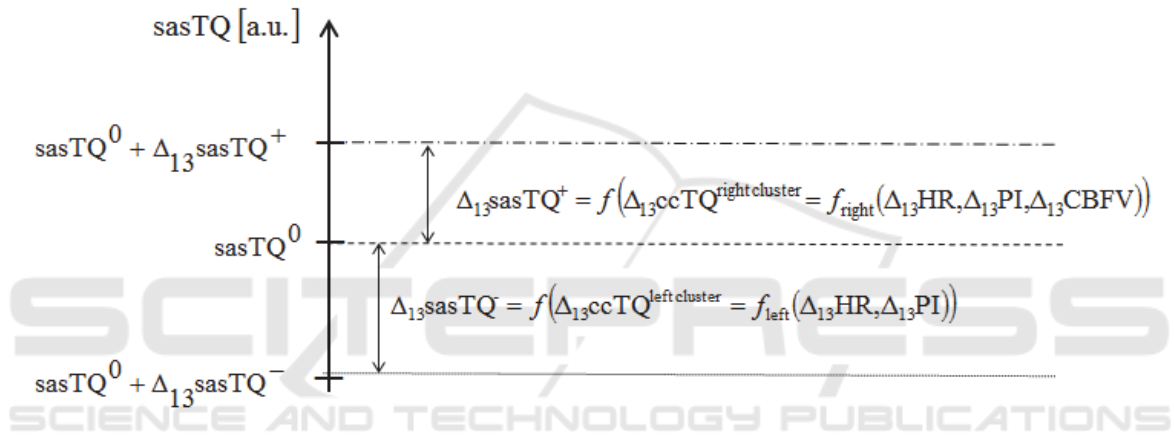 sasTQ [a.u.]
sasTQ⁰ + Δ₁₃sasTQ⁺
Δ₁₃sasTQ⁺ = f(Δ₁₃ccTQ^right cluster = f_right(Δ₁₃HR,Δ₁₃PI,Δ₁₃CBFV))
sasTQ⁰
SCITEPRESS
Δ₁₃sasTQ⁻ = f(Δ₁₃ccTQ^left cluster = f_left(Δ₁₃HR,Δ₁₃PI))
sasTQ⁰ + Δ₁₃sasTQ⁻
SCIENCE AND TECHNOLOGY PUBLICATIONS